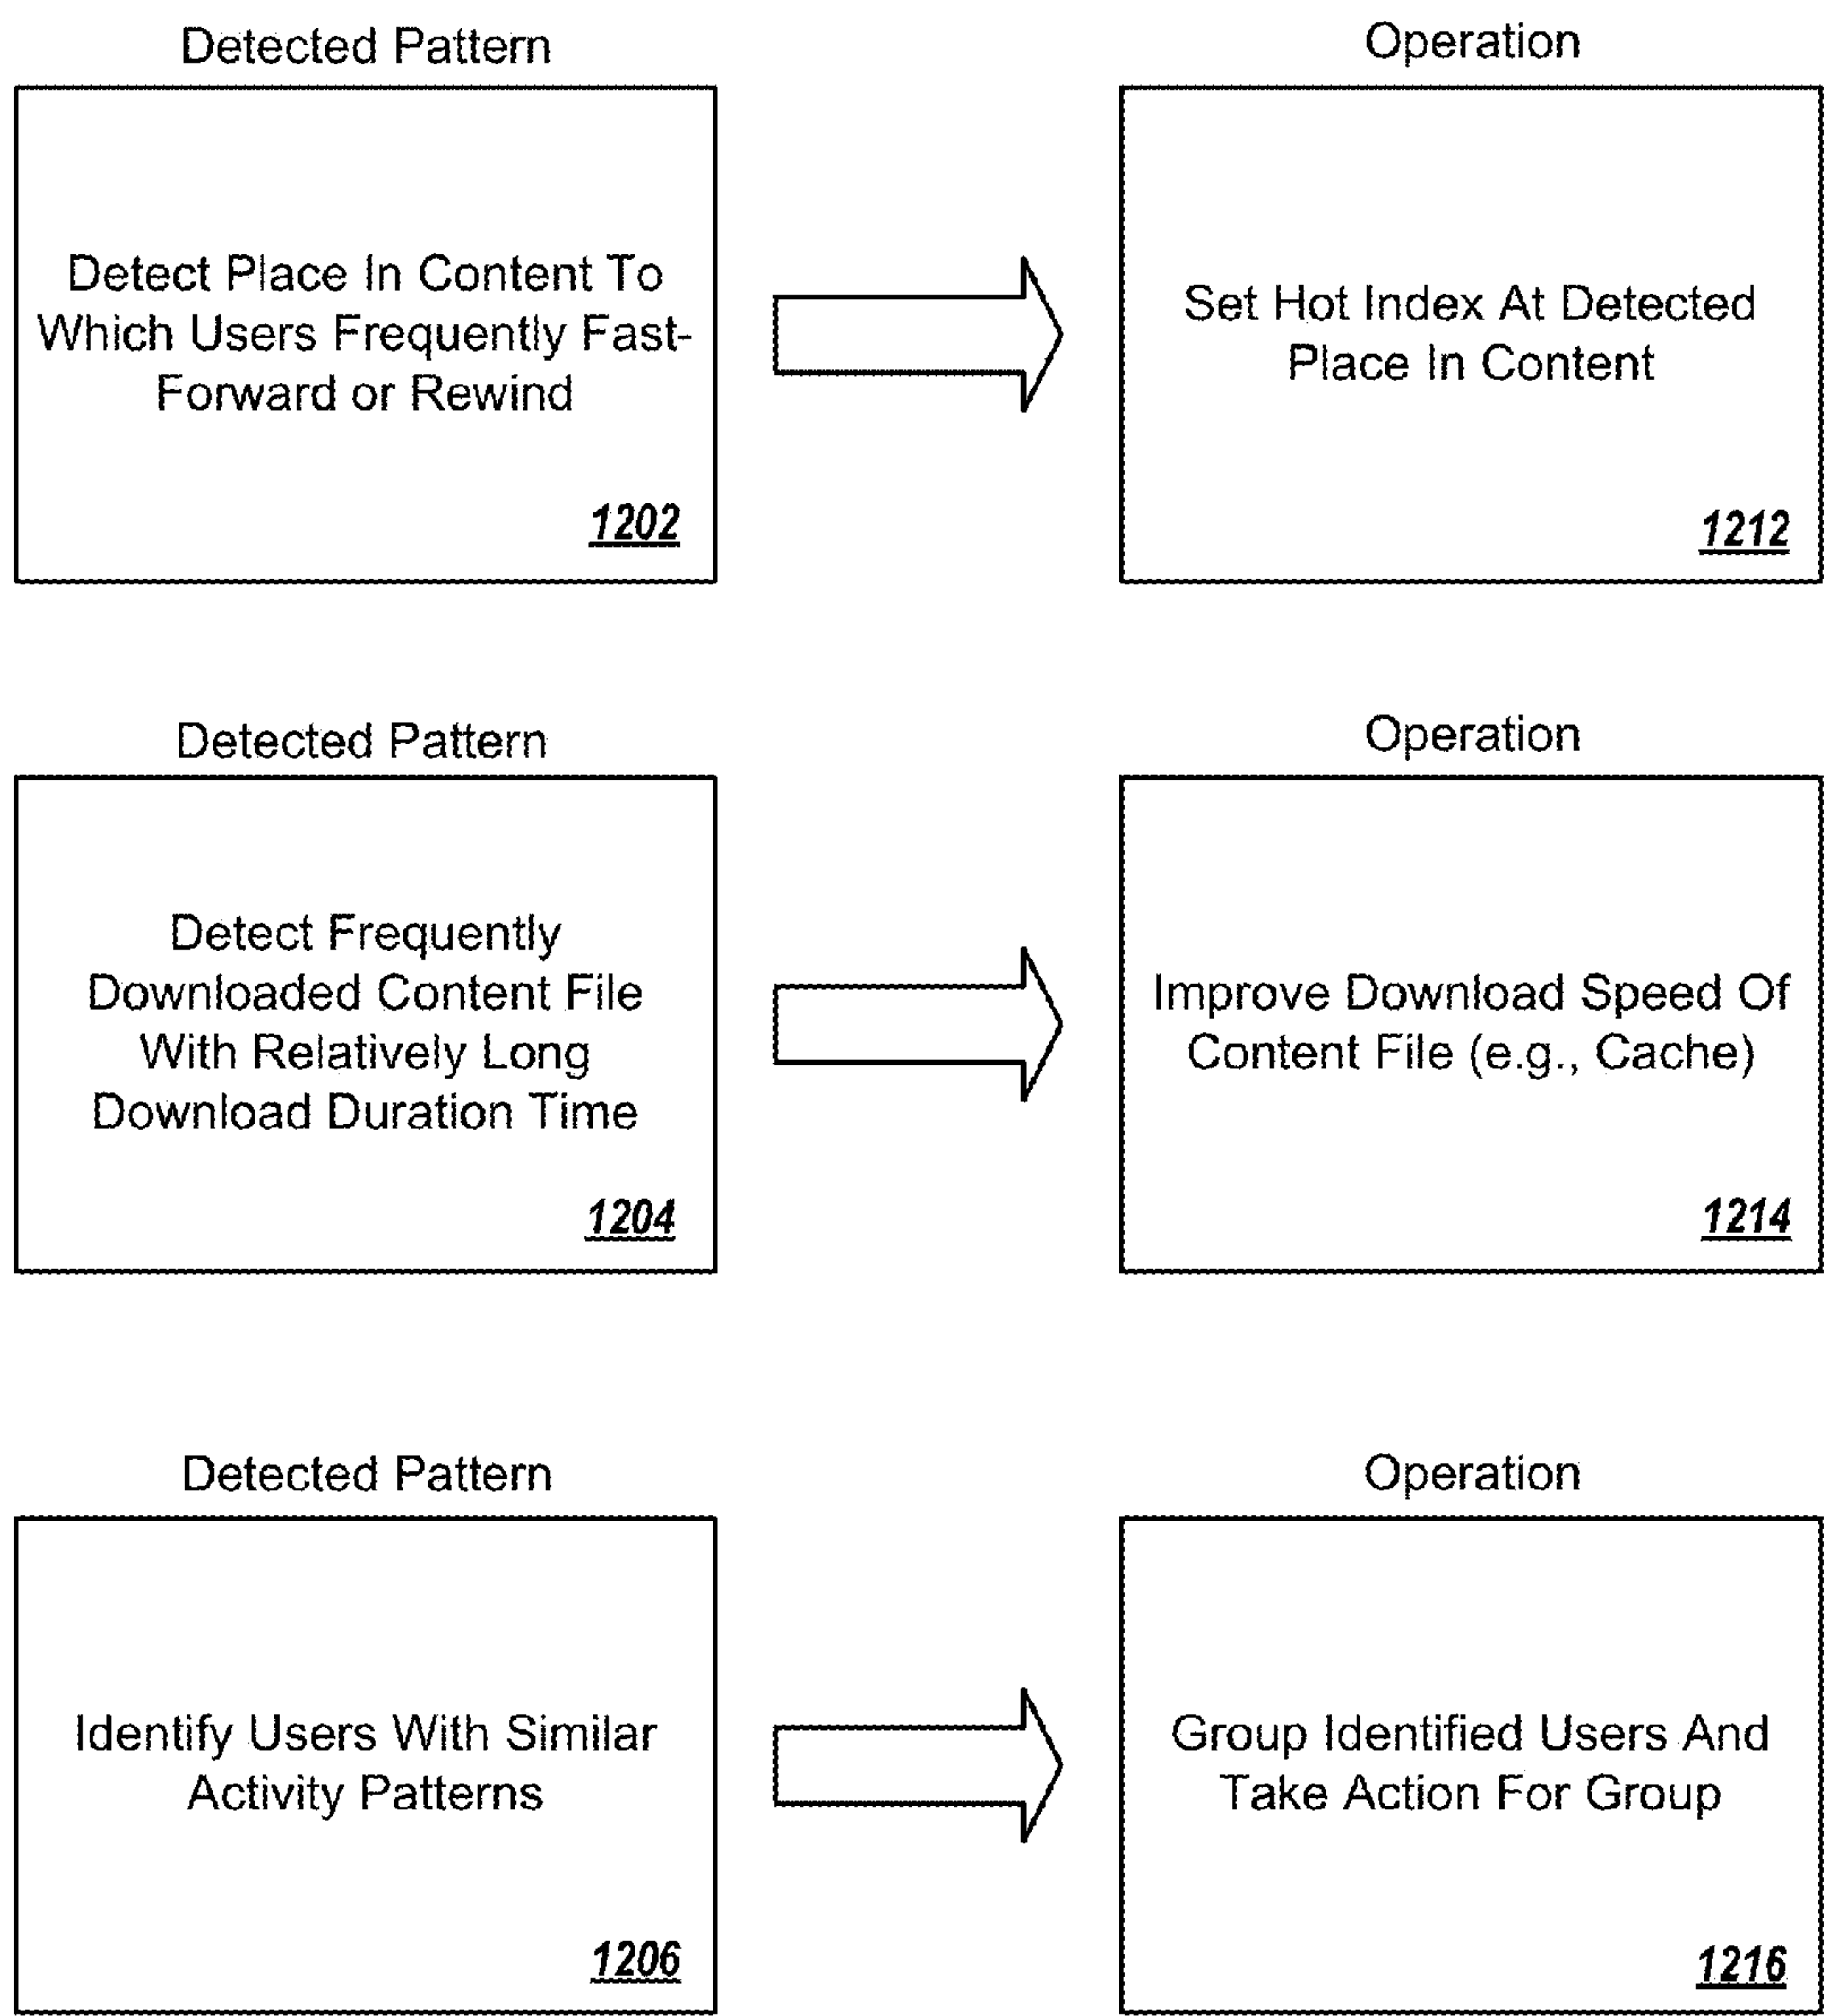 Detected Pattern
Operation
Detect Place In Content To
Which Users Frequently Fast-
Forward or Rewind
1202
Set Hot Index At Detected
Place In Content
1212
Detected Pattern
Operation
Detect Frequently
Downloaded Content File
With Relatively Long
Download Duration Time
1204
Improve Download Speed Of
Content File (e.g., Cache)
1214
Detected Pattern
Operation
Identify Users With Similar
Activity Patterns
1206
Group Identified Users And
Take Action For Group
1216